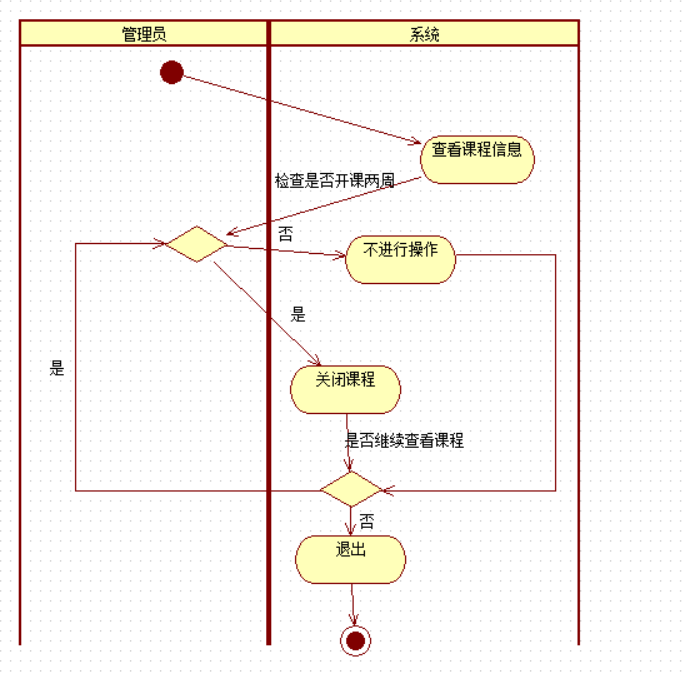 管理员
系统
查看课程信息
检查是否开课两周
否
不进行操作
是
关闭课程
是
是否继续查看课程
否
退出